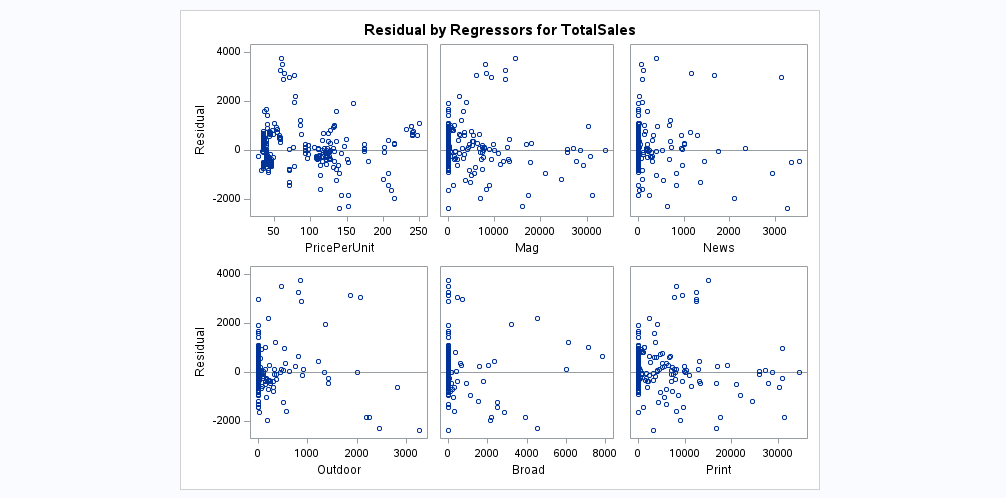 Residual by Regressors for TotalSales
4000
2000
0
-2000
Residual
50 100 150 200 250
PricePerUnit
0 10000 20000 30000
Mag
0 1000 2000 3000
News
4000
2000
0
-2000
Residual
0 1000 2000 3000
Outdoor
0 2000 4000 6000 8000
Broad
0 10000 20000 30000
Print